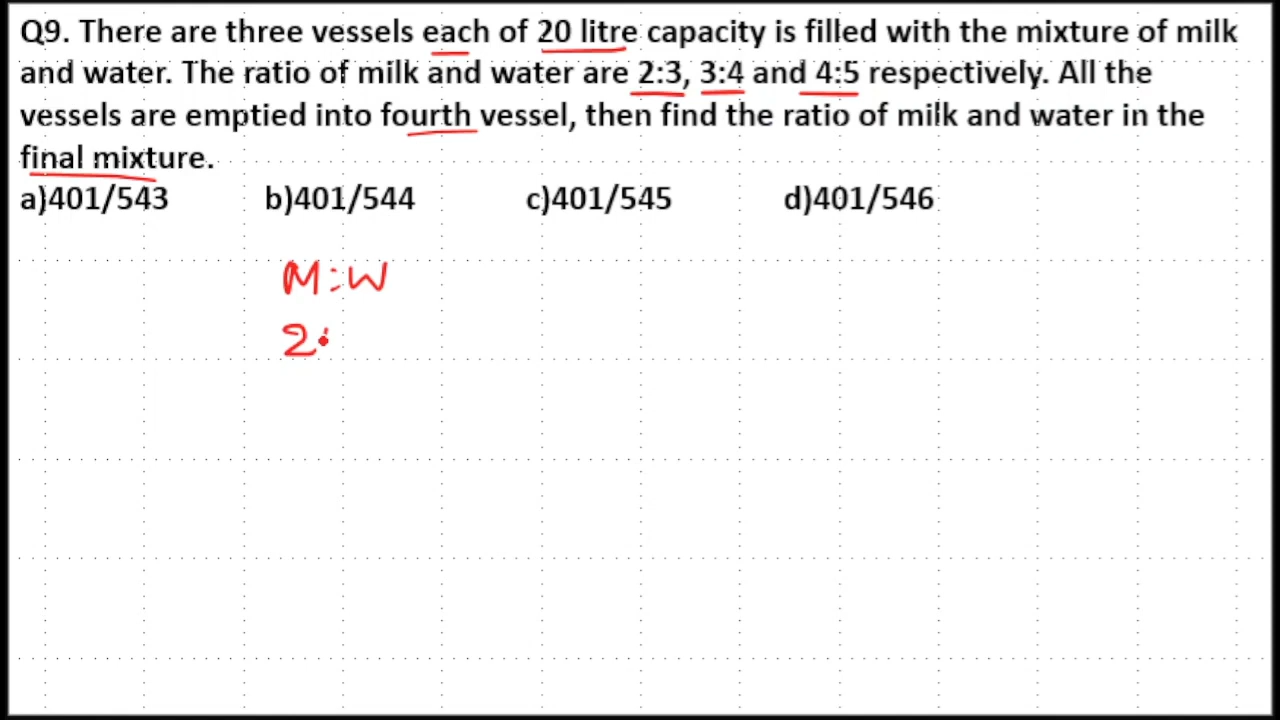 Q9. There are three vessels each of 20 litre capacity is filled with the mixture of milk
and water. The ratio of milk and water are 2:3, 3:4 and 4:5 respectively. All the
vessels are emptied into fourth vessel, then find the ratio of milk and water in the
final mixture.
a)401/543 b)401/544 c)401/545 d)401/546
M:W
2: